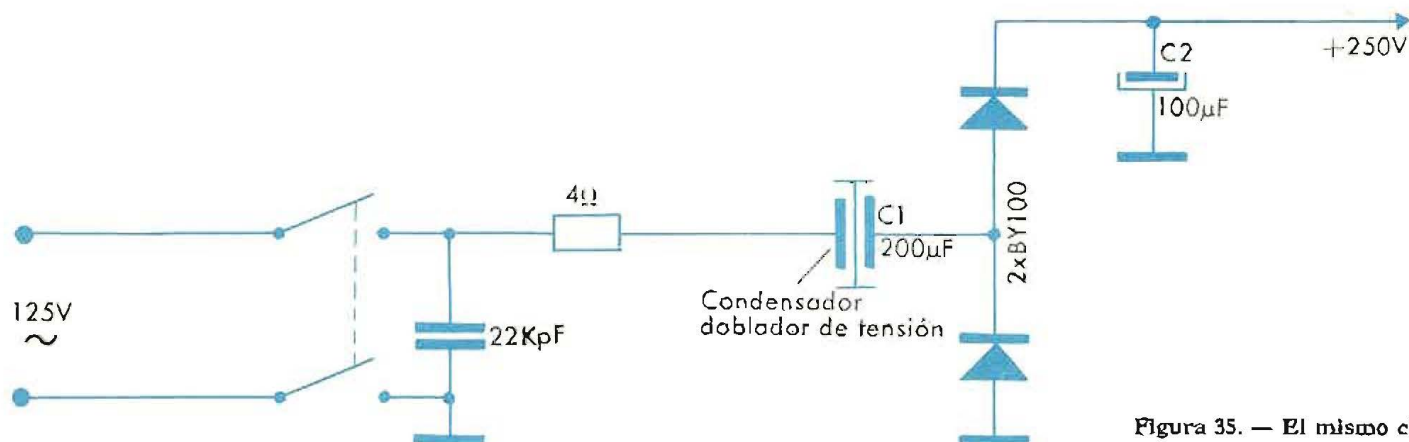 +250V
C2
100µF
4Ω
C1
200µF
2xBY100
125V
~
22KpF
Condensador
doblador de tensión
Figura 35. — El mismo c